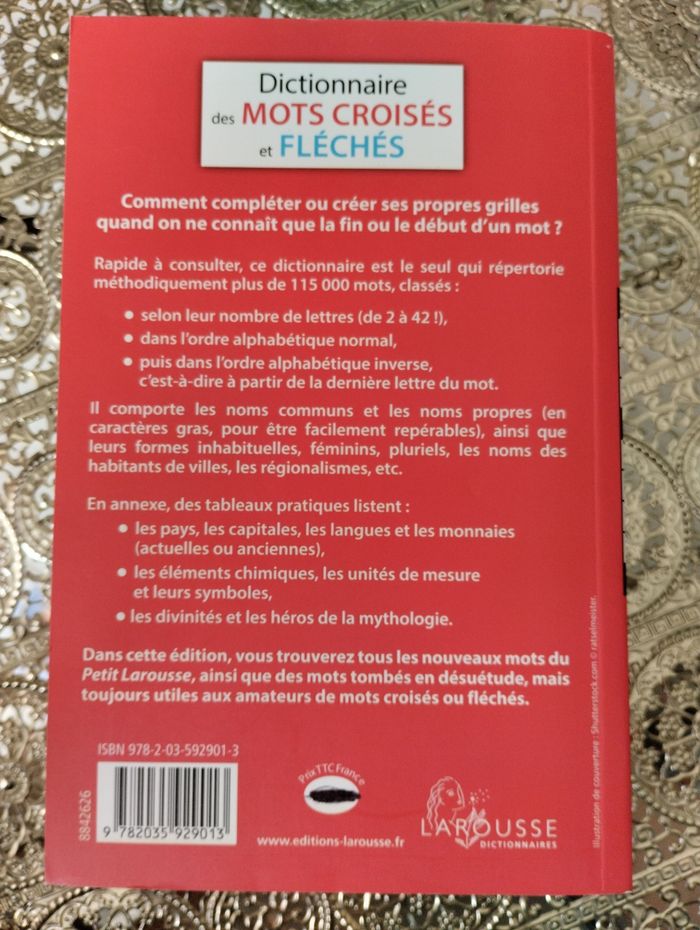 Dictionnaire
des MOTS CROISÉS
et FLÉCHÉS
Comment compléter ou créer ses propres grilles
quand on ne connaît que la fin ou le début d'un mot ?
Rapide à consulter, ce dictionnaire est le seul qui répertorie
méthodiquement plus de 115 000 mots, classés :
• selon leur nombre de lettres (de 2 à 42 !),
• dans l'ordre alphabétique normal,
• puis dans l'ordre alphabétique inverse,
c'est-à-dire à partir de la dernière lettre du mot.
Il comporte les noms communs et les noms propres (en
caractères gras, pour être facilement repérables), ainsi que
leurs formes inhabituelles, féminins, pluriels, les noms des
habitants de villes, les régionalismes, etc.
En annexe, des tableaux pratiques listent :
• les pays, les capitales, les langues et les monnaies
(actuelles ou anciennes),
• les éléments chimiques, les unités de mesure
et leurs symboles,
• les divinités et les héros de la mythologie.
Dans cette édition, vous trouverez tous les nouveaux mots du
Petit Larousse, ainsi que des mots tombés en désuétude, mais
toujours utiles aux amateurs de mots croisés ou fléchés.
ISBN 978-2-03-592901-3
8842626
9 782035 929013
Prix TTC France
www.editions-larousse.fr
LAROUSSE
DICTIONNAIRES
Illustration de couverture : Shutterstock.com © ratselmeister.